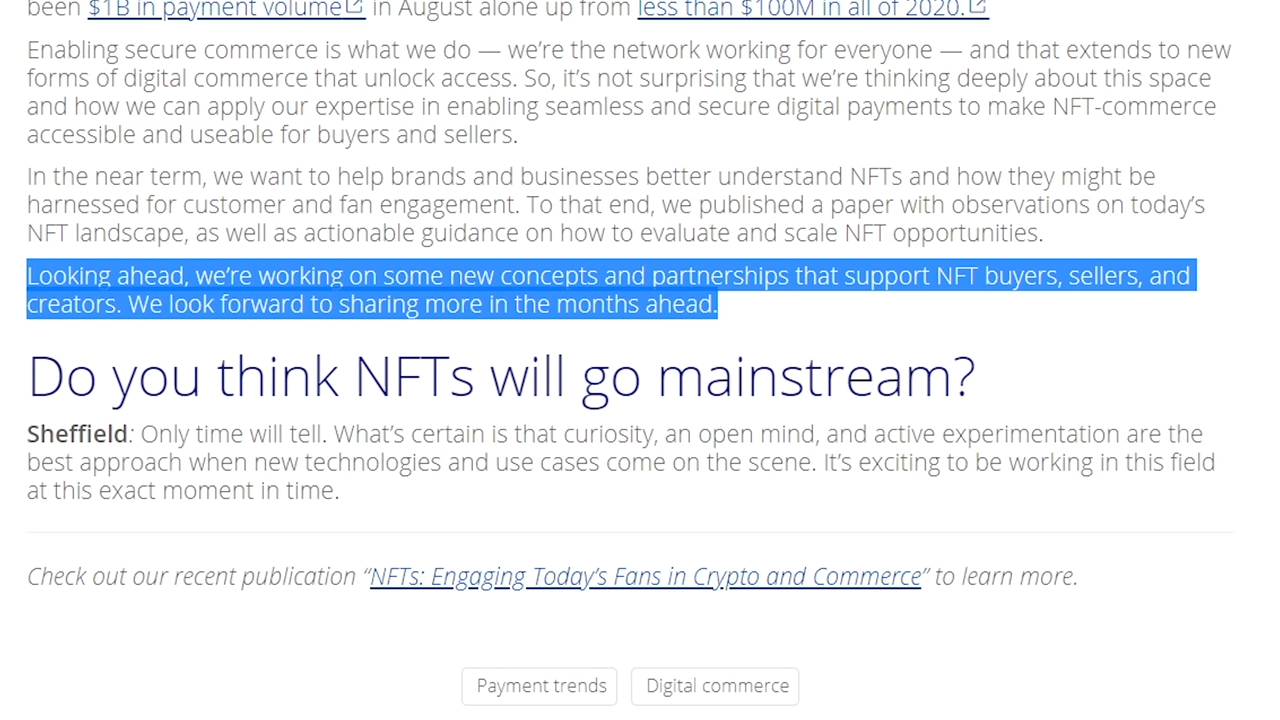 been $1B in payment volume in August alone up from less than $100M in all of 2020.
Enabling secure commerce is what we do — we’re the network working for everyone — and that extends to new
forms of digital commerce that unlock access. So, it’s not surprising that we’re thinking deeply about this space
and how we can apply our expertise in enabling seamless and secure digital payments to make NFT-commerce
accessible and useable for buyers and sellers.
In the near term, we want to help brands and businesses better understand NFTs and how they might be
harnessed for customer and fan engagement. To that end, we published a paper with observations on today’s
NFT landscape, as well as actionable guidance on how to evaluate and scale NFT opportunities.
Looking ahead, we’re working on some new concepts and partnerships that support NFT buyers, sellers, and
creators. We look forward to sharing more in the months ahead.
Do you think NFTs will go mainstream?
Sheffield: Only time will tell. What’s certain is that curiosity, an open mind, and active experimentation are the
best approach when new technologies and use cases come on the scene. It’s exciting to be working in this field
at this exact moment in time.
Check out our recent publication “NFTs: Engaging Today’s Fans in Crypto and Commerce” to learn more.
Payment trends
Digital commerce